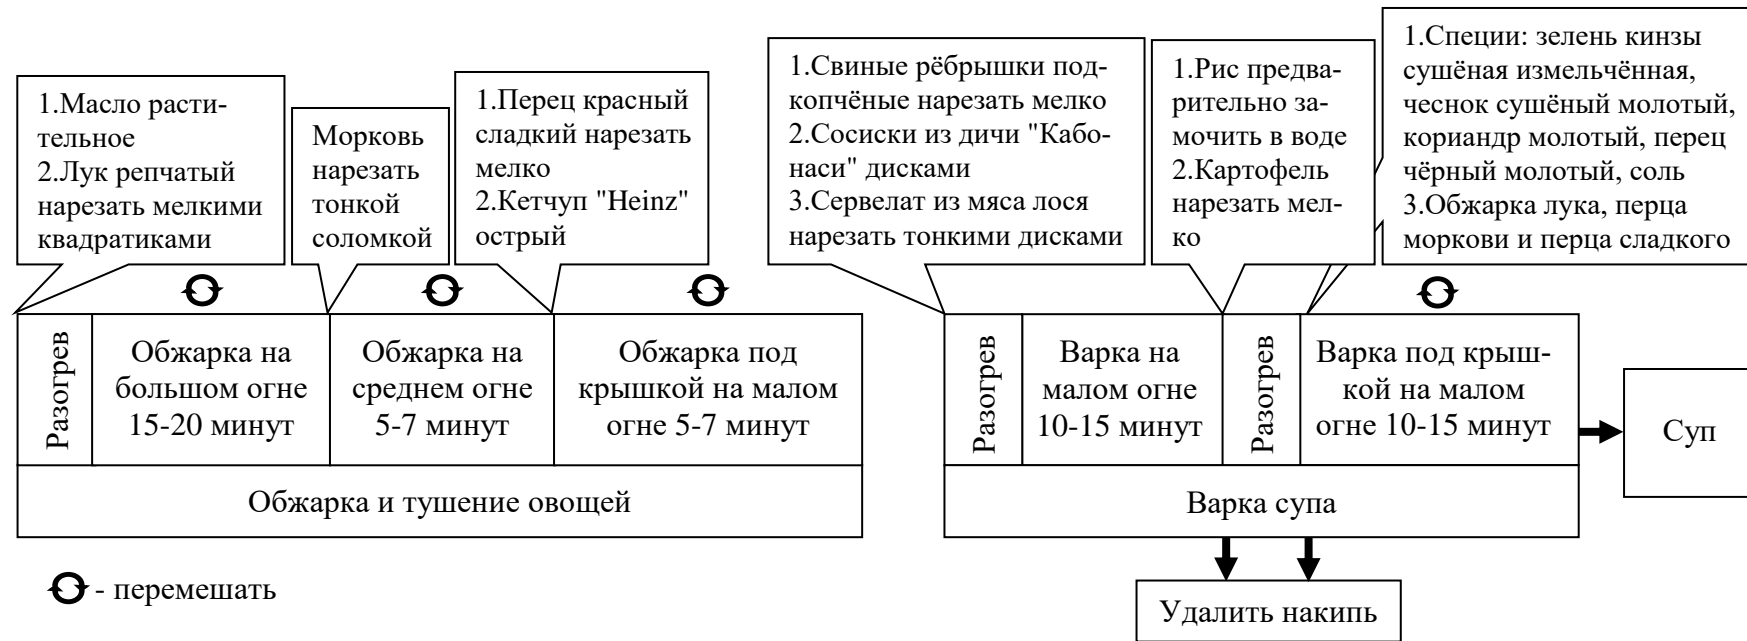 1.Масло расти-
тельное
2.Лук репчатый
нарезать мелкими
квадратиками
Морковь
нарезать
тонкой
соломкой
1.Перец красный
сладкий нарезать
мелко
2.Кетчуп "Heinz"
острый
1.Свиные рёбрышки под-
копчёные нарезать мелко
2.Сосиски из дичи "Кабо-
наси" дисками
3.Сервелат из мяса лося
нарезать тонкими дисками
1.Рис предва-
рительно за-
мочить в воде
2.Картофель
нарезать мел-
ко
1.Специи: зелень кинзы
сушёная измельчённая,
чеснок сушёный молотый,
кориандр молотый, перец
чёрный молотый, соль
3.Обжарка лука, перца
моркови и перца сладкого
Разогрев
Обжарка на
большом огне
15-20 минут
Обжарка на
среднем огне
5-7 минут
Обжарка под
крышкой на малом
огне 5-7 минут
Обжарка и тушение овощей
Разогрев
Варка на
малом огне
10-15 минут
Разогрев
Варка под крыш-
кой на малом
огне 10-15 минут
Варка супа
Суп
Удалить накипь
- перемешать